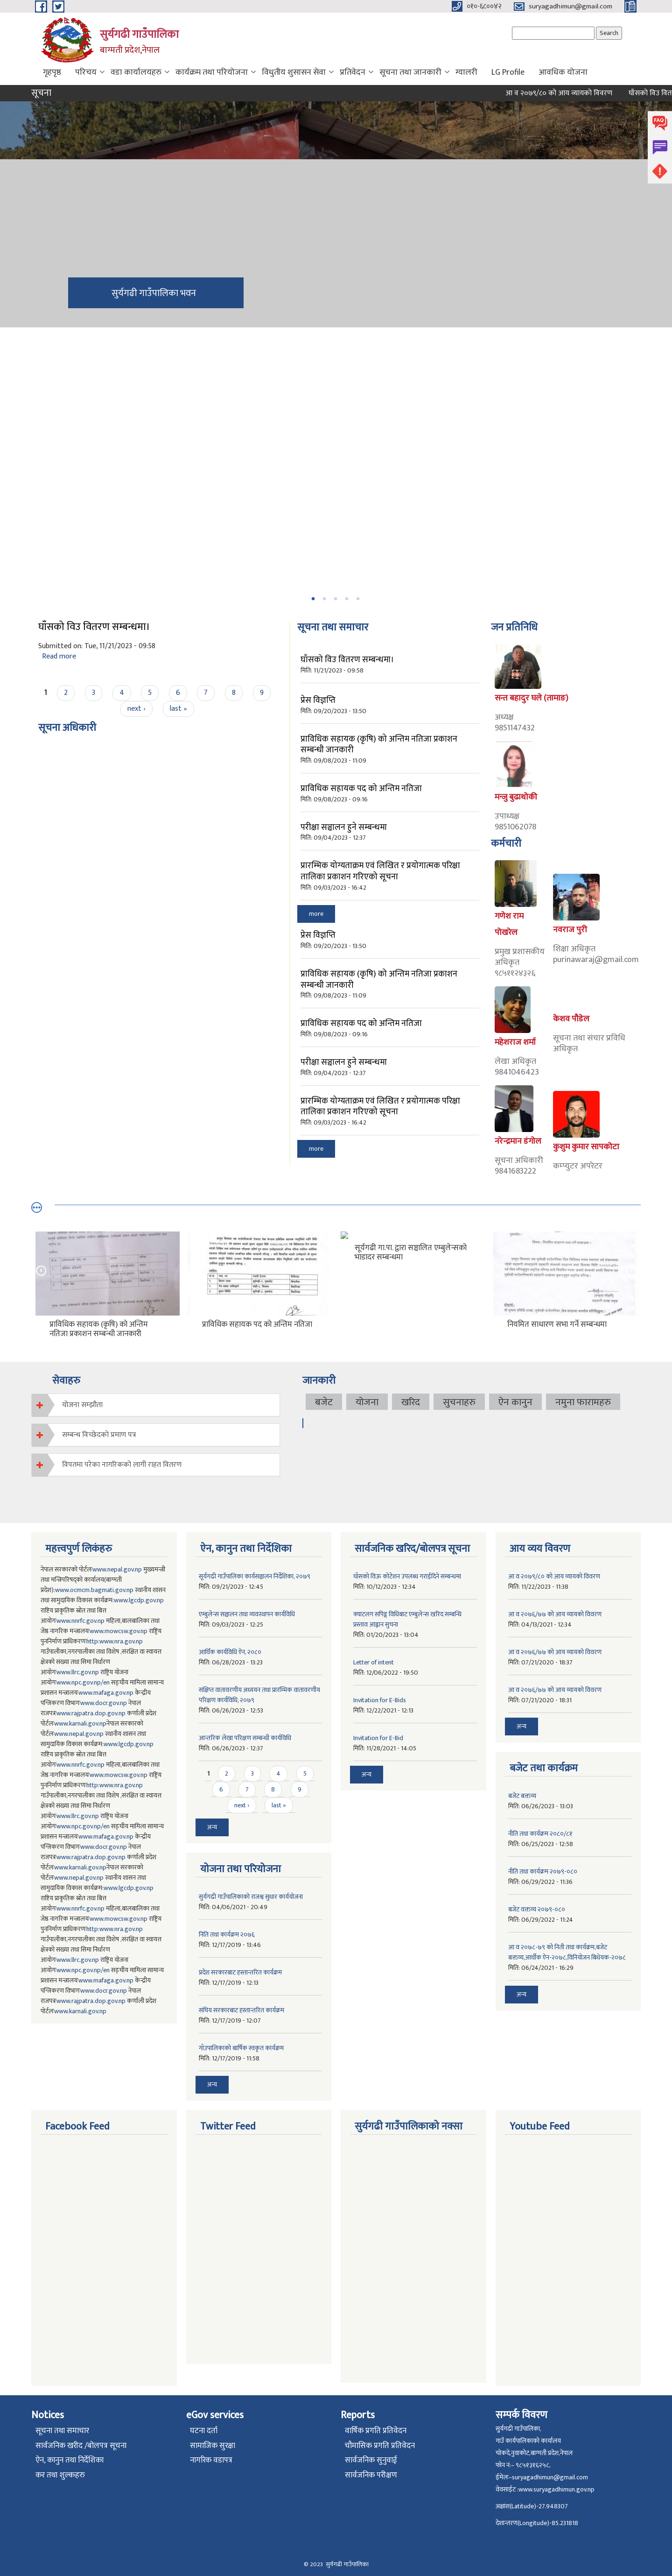 ०१०-६८००४२
suryagadhimun@gmail.com
सुर्यगढी गाउँपालिका
बाग्मती प्रदेश,नेपाल
Search
गृहपृष्ठ
परिचय
वडा कार्यालयहरु
कार्यक्रम तथा परियोजना
विधुतीय शुसासन सेवा
प्रतिवेदन
सूचना तथा जानकारी
ग्यालरी
LG Profile
आवधिक योजना
सूचना
आ व २०७९/८० को आय व्यायको विवरण
घाँसको विउ वित
FAQ
सुर्यगढी गाउँपालिका भवन
घाँसको विउ वितरण सम्बन्धमा।
Submitted on: Tue, 11/21/2023 - 09:58
Read more
1 2 3 4 5 6 7 8 9
next › last »
सूचना अधिकारी
सूचना तथा समाचार
घाँसको विउ वितरण सम्बन्धमा।
मिति: 11/21/2023 - 09:58
प्रेस विज्ञप्ति
मिति: 09/20/2023 - 13:50
प्राविधिक सहायक (कृषि) को अन्तिम नतिजा प्रकाशन
सम्बन्धी जानकारी
मिति: 09/08/2023 - 11:09
प्राविधिक सहायक पद को अन्तिम नतिजा
मिति: 09/08/2023 - 09:16
परीक्षा सञ्चालन हुने सम्बन्धमा
मिति: 09/04/2023 - 12:37
प्रारम्भिक योग्यताक्रम एवं लिखित र प्रयोगात्मक परिक्षा
तालिका प्रकाशन गरिएको सूचना
मिति: 09/03/2023 - 16:42
more
प्रेस विज्ञप्ति
मिति: 09/20/2023 - 13:50
प्राविधिक सहायक (कृषि) को अन्तिम नतिजा प्रकाशन
सम्बन्धी जानकारी
मिति: 09/08/2023 - 11:09
प्राविधिक सहायक पद को अन्तिम नतिजा
मिति: 09/08/2023 - 09:16
परीक्षा सञ्चालन हुने सम्बन्धमा
मिति: 09/04/2023 - 12:37
प्रारम्भिक योग्यताक्रम एवं लिखित र प्रयोगात्मक परिक्षा
तालिका प्रकाशन गरिएको सूचना
मिति: 09/03/2023 - 16:42
more
जन प्रतिनिधि
सन्त बहादुर घले (तामाङ)
अध्यक्ष
9851147432
मन्जु बुढाथोकी
उपाध्यक्ष
9851062078
कर्मचारी
गणेश राम
पोखरेल
प्रमुख प्रशासकीय
अधिकृत
९८५११२४३२६
नवराज पुरी
शिक्षा अधिकृत
purinawaraj@gmail.com
महेशराज शर्मा
लेखा अधिकृत
9841046423
केशव पौडेल
सूचना तथा संचार प्रविधि
अधिकृत
नरेन्द्रमान डंगोल
सूचना अधिकारी
9841683222
कुशुम कुमार सापकोटा
कम्प्युटर अपरेटर
प्राविधिक सहायक (कृषि) को अन्तिम
नतिजा प्रकाशन सम्बन्धी जानकारी
प्राविधिक सहायक पद को अन्तिम नतिजा
सूर्यगढी गा.पा. द्वारा सञ्चालित एम्बुलेन्सको
भाडादर सम्बन्धमा
नियमित साधारण सभा गर्ने सम्बन्धमा
सेवाहरु
योजना सम्झौता
सम्बन्ध विच्छेदको प्रमाण पत्र
विपतमा परेका नागरिकको लागी राहत वितरण
जानकारी
बजेट
योजना
खरिद
सुचनाहरु
ऐन कानुन
नमुना फारामहरु
महत्त्वपुर्ण लिकंहरु
नेपाल सरकारको पोर्टलwww.nepal.gov.np मुख्यमन्त्री
तथा मन्त्रिपरिषद्को कार्यालय(बाग्मती
प्रदेश):www.ocmcm.bagmati.gov.np स्थानीय शासन
तथा सामुदायिक विकास कार्यक्रम:www.lgcdp.gov.np
राष्टिय प्राकृतिक स्रोत तथा बित्त
आयोगwww.nnrfc.gov.np महिला,बालबालिका तथा
जेष्ठ नागरिक मन्त्रालयwww.mowcsw.gov.np राष्ट्रिय
पुनर्निर्माण प्राधिकरणhttp:www.nra.gov.np
गाउँपालीका,नगरपालीका तथा विशेष ,संरक्षित वा स्वायत्त
क्षेत्रको संख्या तथा सिमा निर्धारण
आयोगwww.llrc.gov.np राष्ट्रिय योजना
आयोगwww.npc.gov.np/en सङ्घीय मामिला सामान्य
प्रशासन मन्त्रालयwww.mafaga.gov.np केन्द्रीय
पन्जिकरण विभागwww.docr.gov.np नेपाल
राजपत्रwww.rajpatra.dop.gov.np कर्णाली प्रदेश
पोर्टलwww.karnali.gov.npनेपाल सरकारको
पोर्टलwww.nepal.gov.np स्थानीय शासन तथा
सामुदायिक विकास कार्यक्रम:www.lgcdp.gov.np
राष्टिय प्राकृतिक स्रोत तथा बित्त
आयोगwww.nnrfc.gov.np महिला,बालबालिका तथा
जेष्ठ नागरिक मन्त्रालयwww.mowcsw.gov.np राष्ट्रिय
पुनर्निर्माण प्राधिकरणhttp:www.nra.gov.np
गाउँपालीका,नगरपालीका तथा विशेष ,संरक्षित वा स्वायत्त
क्षेत्रको संख्या तथा सिमा निर्धारण
आयोगwww.llrc.gov.np राष्ट्रिय योजना
आयोगwww.npc.gov.np/en सङ्घीय मामिला सामान्य
प्रशासन मन्त्रालयwww.mafaga.gov.np केन्द्रीय
पन्जिकरण विभागwww.docr.gov.np नेपाल
राजपत्रwww.rajpatra.dop.gov.np कर्णाली प्रदेश
पोर्टलwww.karnali.gov.npनेपाल सरकारको
पोर्टलwww.nepal.gov.np स्थानीय शासन तथा
सामुदायिक विकास कार्यक्रम:www.lgcdp.gov.np
राष्टिय प्राकृतिक स्रोत तथा बित्त
आयोगwww.nnrfc.gov.np महिला,बालबालिका तथा
जेष्ठ नागरिक मन्त्रालयwww.mowcsw.gov.np राष्ट्रिय
पुनर्निर्माण प्राधिकरणhttp:www.nra.gov.np
गाउँपालीका,नगरपालीका तथा विशेष ,संरक्षित वा स्वायत्त
क्षेत्रको संख्या तथा सिमा निर्धारण
आयोगwww.llrc.gov.np राष्ट्रिय योजना
आयोगwww.npc.gov.np/en सङ्घीय मामिला सामान्य
प्रशासन मन्त्रालयwww.mafaga.gov.np केन्द्रीय
पन्जिकरण विभागwww.docr.gov.np नेपाल
राजपत्रwww.rajpatra.dop.gov.np कर्णाली प्रदेश
पोर्टलwww.karnali.gov.np
ऐन, कानुन तथा निर्देशिका
सूर्यगढी गाउँपालिका कार्यसञ्चालन निर्देशिका, २०७९
मिति: 09/21/2023 - 12:45
एम्बुलेन्स सञ्चालन तथा व्यवस्थापन कार्यविधि
मिति: 09/03/2023 - 12:25
आर्थिक कार्यविधि ऐन, २०८०
मिति: 06/28/2023 - 13:23
संक्षिप्त वातावरणीय अध्ययन तथा प्रारम्भिक वातावरणीय
परिक्षण कार्यविधि, २०७९
मिति: 06/26/2023 - 12:53
आन्तरिक लेखा परिक्षण सम्बन्धी कार्यविधि
मिति: 06/26/2023 - 12:37
1 2 3 4 5
6 7 8 9
next › last »
अन्य
योजना तथा परियोजना
सुर्यगढी गाउँपालिकाको राजश्व सुधार कार्ययोजना
मिति: 04/06/2021 - 20:49
निति तथा कार्यक्रम २०७६
मिति: 12/17/2019 - 13:46
प्रदेश सरकारबाट हस्तान्तरित कार्यक्रम
मिति: 12/17/2019 - 12:13
संघिय सरकारबाट हस्तान्तरित कार्यक्रम
मिति: 12/17/2019 - 12:07
गाँउपालिकाको बार्षिक स्वकृत कार्यक्रम
मिति: 12/17/2019 - 11:58
अन्य
सार्वजनिक खरिद/बोलपत्र सूचना
घाँसको विऊ कोटेशन उपलब्ध गराईदिने सम्बन्धमा
मिति: 10/12/2023 - 12:34
क्याटलग सपिङ्ग विधिबाट एम्बुलेन्स खरिद सम्बन्धि
प्रस्ताव आह्वान सुचना
मिति: 01/20/2023 - 13:04
Letter of intent
मिति: 12/06/2022 - 19:50
Invitation for E-Bids
मिति: 12/22/2021 - 12:13
Invitation for E-Bid
मिति: 11/28/2021 - 14:05
अन्य
आय व्यय विवरण
आ व २०७९/८० को आय व्यायको विवरण
मिति: 11/22/2023 - 11:38
आ व २०७६/७७ को आय व्यायको विवरण
मिति: 04/13/2021 - 12:34
आ व २०७६/७७ को आय व्यायको विवरण
मिति: 07/21/2020 - 18:37
आ व २०७६/७७ को आय व्यायको विवरण
मिति: 07/21/2020 - 18:31
अन्य
बजेट तथा कार्यक्रम
बजेट वक्तव्य
मिति: 06/26/2023 - 13:03
नीति तथा कार्यक्रम २०८०/८१
मिति: 06/25/2023 - 12:58
नीति तथा कार्यक्रम २०७९-०८०
मिति: 06/29/2022 - 11:36
बजेट वक्तव्य २०७९-०८०
मिति: 06/29/2022 - 11:24
आ व २०७८-७९ को निती तथा कार्यक्रम,बजेट
बक्तव्य,आर्थीक ऐन-२०७८,विनियोजन बिधेयक-२०७८
मिति: 06/24/2021 - 16:29
अन्य
Facebook Feed
Twitter Feed
सुर्यगढी गाउँपालिकाको नक्सा
Youtube Feed
Notices
सूचना तथा समाचार
सार्वजनिक खरीद /बोलपत्र सूचना
ऐन, कानुन तथा निर्देशिका
कर तथा शुल्कहरु
eGov services
घटना दर्ता
सामाजिक सुरक्षा
नागरिक वडापत्र
Reports
वार्षिक प्रगति प्रतिवेदन
चौमासिक प्रगति प्रतिवेदन
सार्वजनिक सुनुवाई
सार्वजनिक परीक्षण
सम्पर्क विवरण
सुर्यगढी गाउँपालिका,
गाउँ कार्यपालिकाको कार्यालय
चोकदे,नुवाकोट,बाग्मती प्रदेश,नेपाल
फोन नं:– ९८५१३१६२५८,
ईमेलः–suryagadhimun@gmail.com
वेवसाईट :www.suryagadhimun.gov.np
अक्षांश(Latitude)-27.948307
देशान्तरण(Longitude)-85.231818
© 2023 सुर्यगढी गाउँपालिका